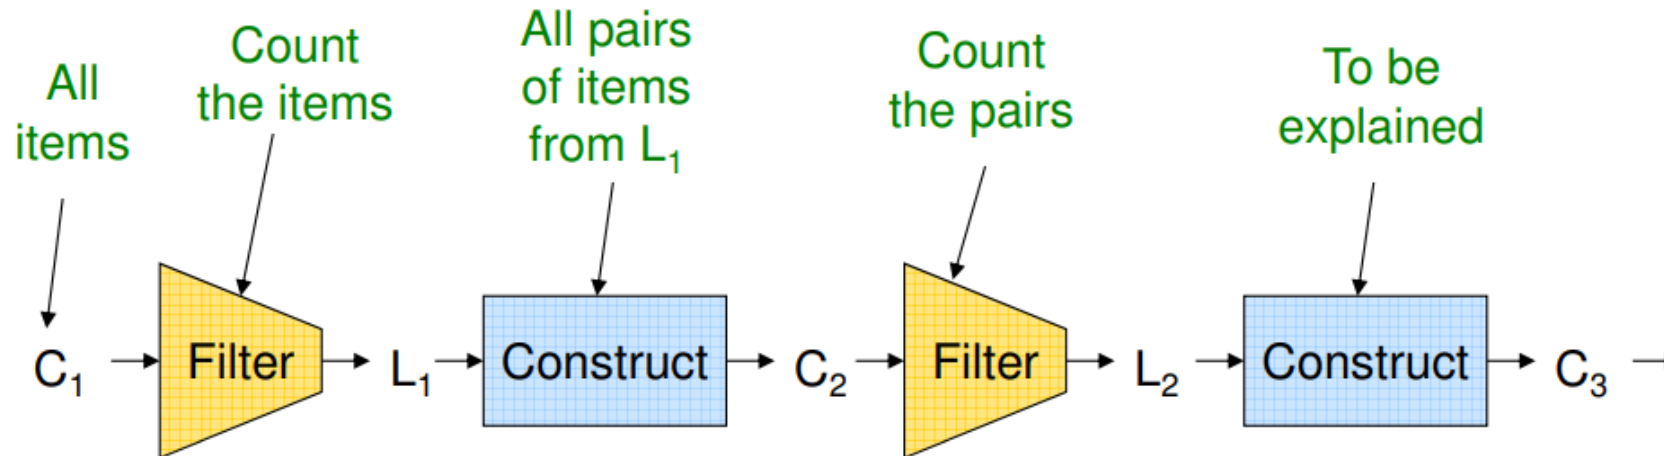 All
items
Count
the items
All pairs
of items
from L₁
Count
the pairs
To be
explained
C₁
Filter
L₁
Construct
C₂
Filter
L₂
Construct
C₃